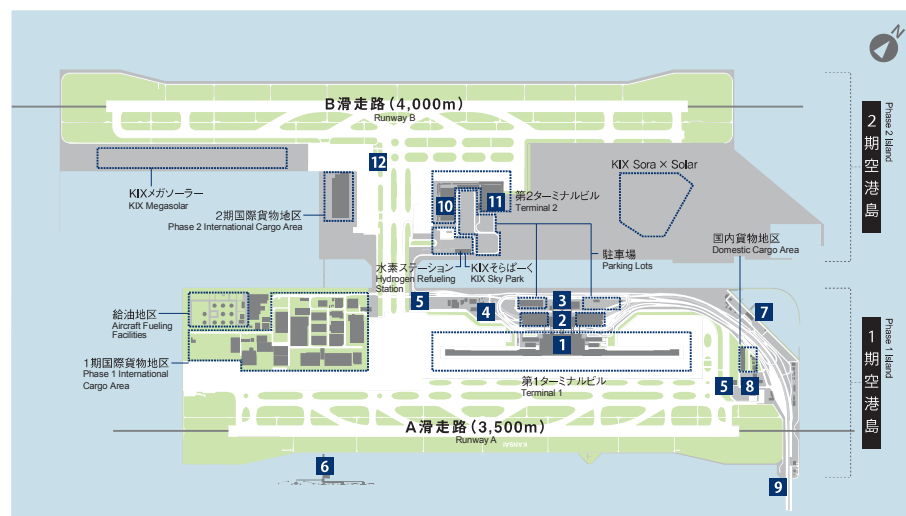 N
B滑走路(4,000m)
Runway B
2期空港島
Phase 2 Island
12
KIX Sora × Solar
KIXメガソーラー
KIX Megasolar
10
11
第2ターミナルビル
Terminal 2
2期国際貨物地区
Phase 2 International Cargo Area
国内貨物地区
Domestic Cargo Area
駐車場
Parking Lots
水素ステーション
Hydrogen Refueling
Station
KIXそらぱーく
KIX Sky Park
5
4
3
2
1
7
給油地区
Aircraft Fueling
Facilities
1期国際貨物地区
Phase 1 International
Cargo Area
第1ターミナルビル
Terminal 1
5
8
1期空港島
Phase 1 Island
A滑走路(3,500m)
Runway A
KANSAI
6
9